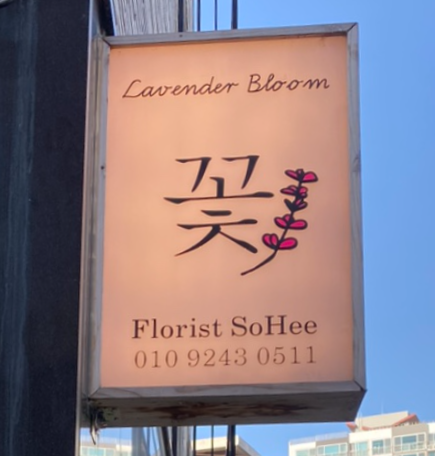 Lavender Bloom
꽃
Florist SoHee
010 9243 0511